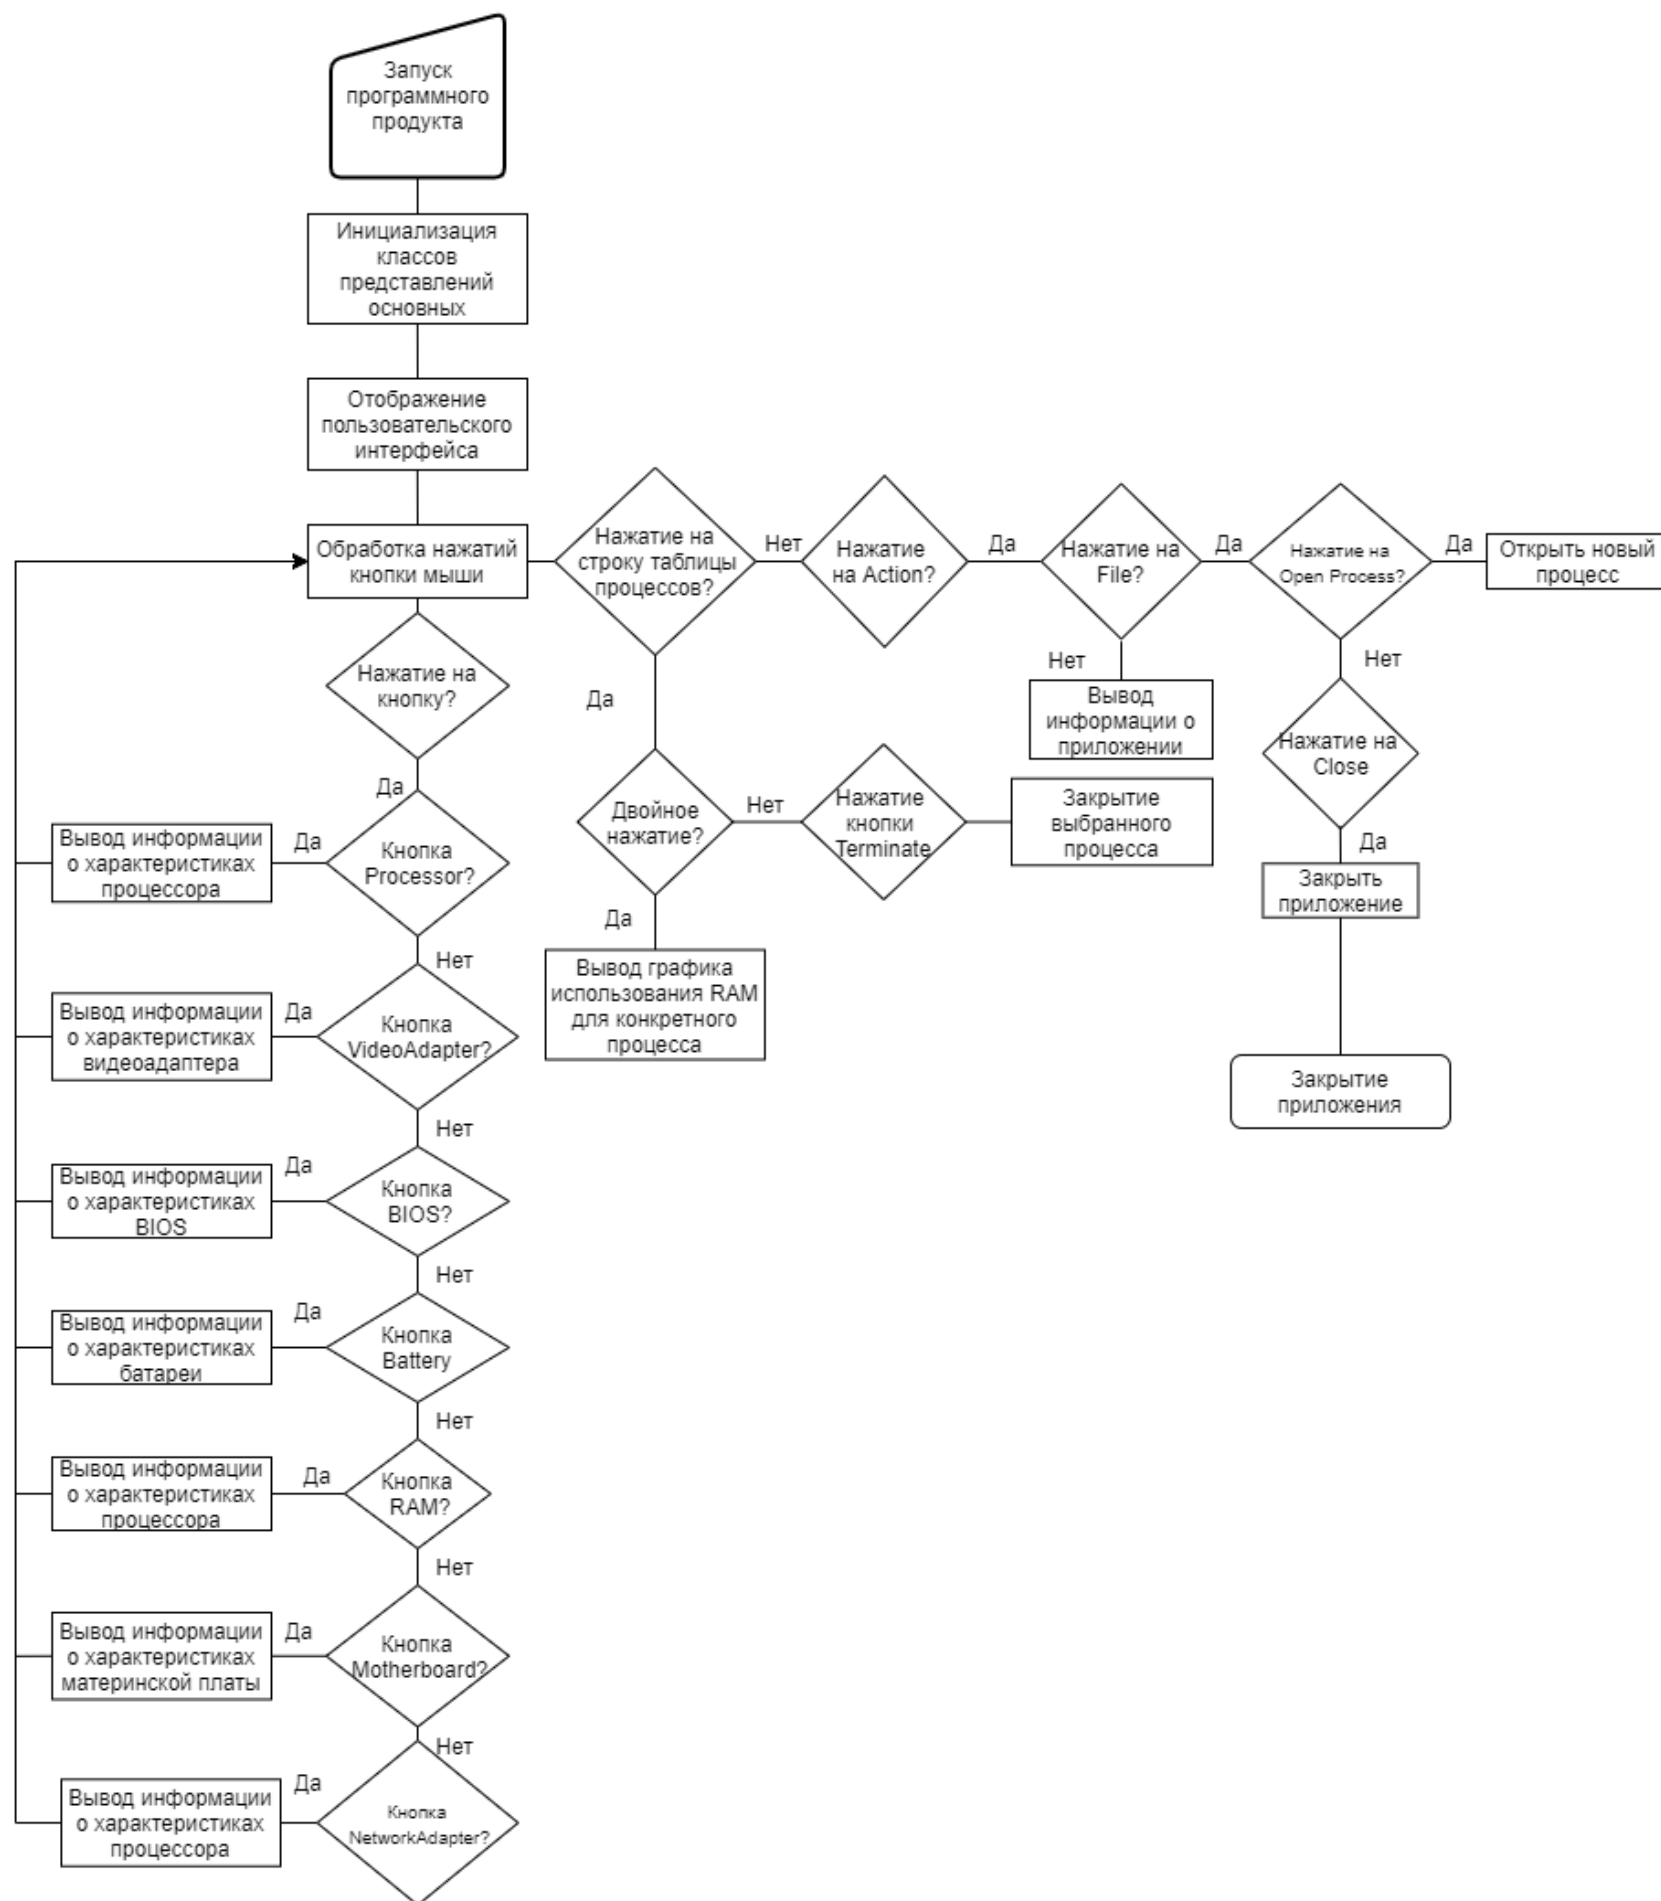 Запуск
программного
продукта
Инициализация
классов
представлений
основных
Отображение
пользовательского
интерфейса
Обработка нажатий
кнопки мыши
Нажатие на
строку таблицы
процессов?
Нет
Нажатие
на Action?
Да
Нажатие на
File?
Да
Нажатие на
Open Process?
Да
Открыть новый
процесс
Нет
Вывод
информации о
приложении
Нет
Нажатие на
Close
Да
Закрыть
приложение
Закрытие
приложения
Да
Двойное
нажатие?
Нет
Нажатие
кнопки
Terminate
Закрытие
выбранного
процесса
Да
Вывод графика
использования RAM
для конкретного
процесса
Нажатие на
кнопку?
Да
Кнопка
Processor?
Да
Вывод информации
о характеристиках
процессора
Нет
Кнопка
VideoAdapter?
Да
Вывод информации
о характеристиках
видеоадаптера
Нет
Кнопка
BIOS?
Да
Вывод информации
о характеристиках
BIOS
Нет
Кнопка
Battery
Да
Вывод информации
о характеристиках
батареи
Нет
Кнопка
RAM?
Да
Вывод информации
о характеристиках
процессора
Нет
Кнопка
Motherboard?
Да
Вывод информации
о характеристиках
материнской платы
Нет
Кнопка
NetworkAdapter?
Да
Вывод информации
о характеристиках
процессора